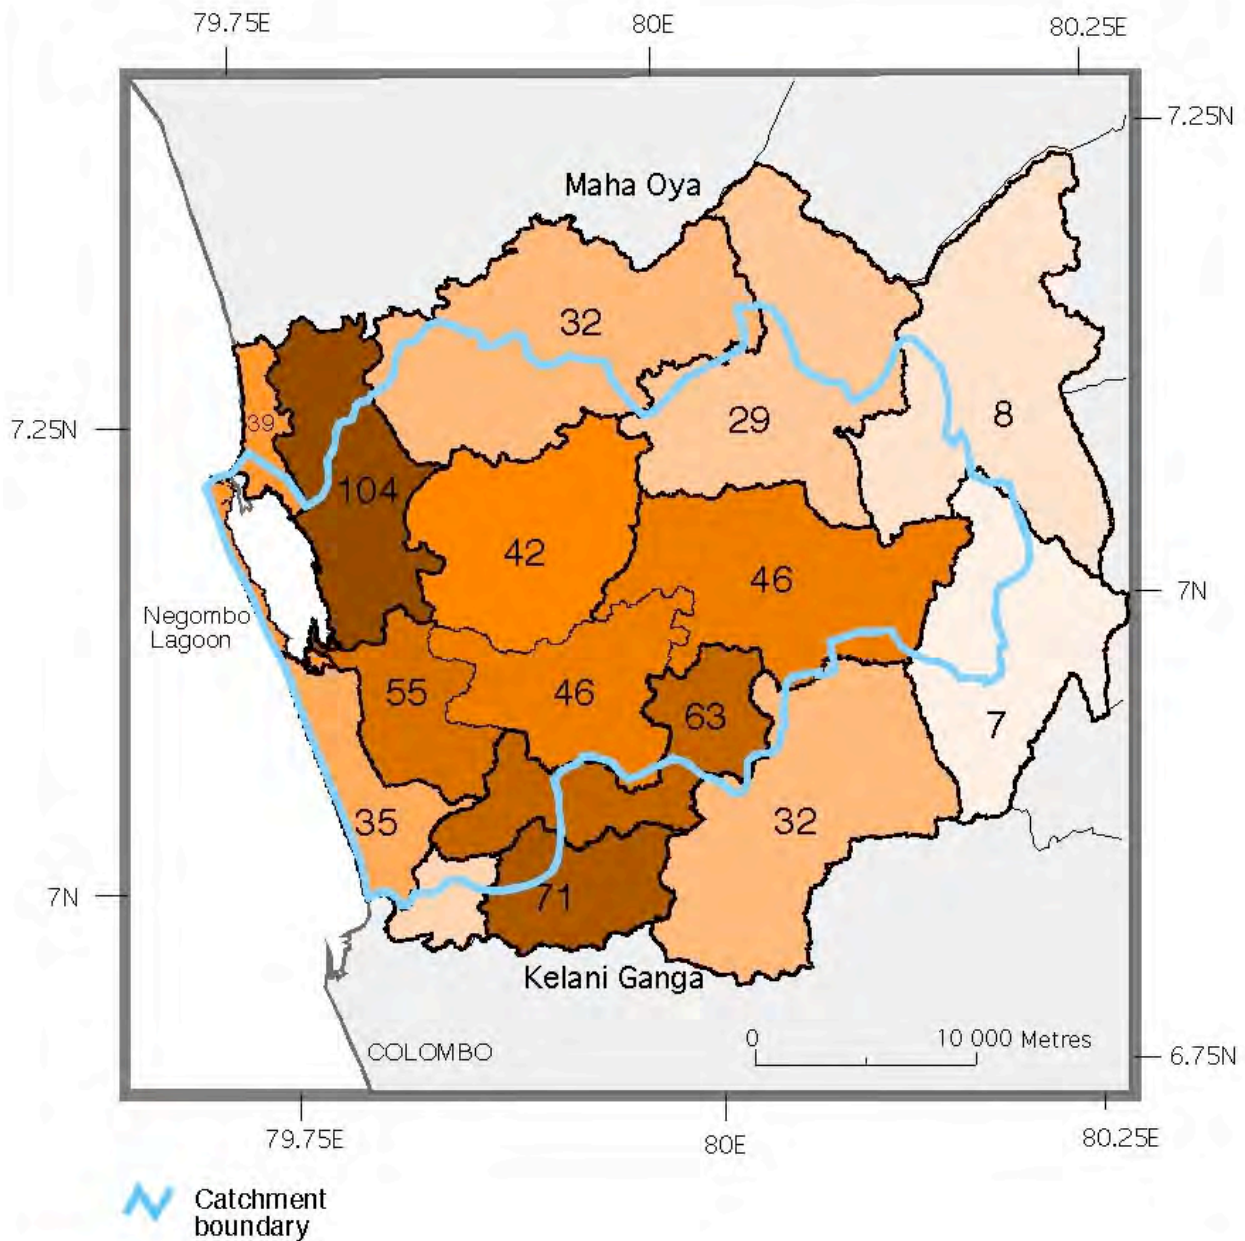 79.75E
80E
80.25E
7.25N
Maha Oya
32
39
29
8
7.25N
104
42
46
7N
Negombo
Lagoon
55
46
63
7
35
32
7N
71
Kelani Ganga
0
10 000 Metres
COLOMBO
6.75N
79.75E
80E
80.25E
Catchment
boundary